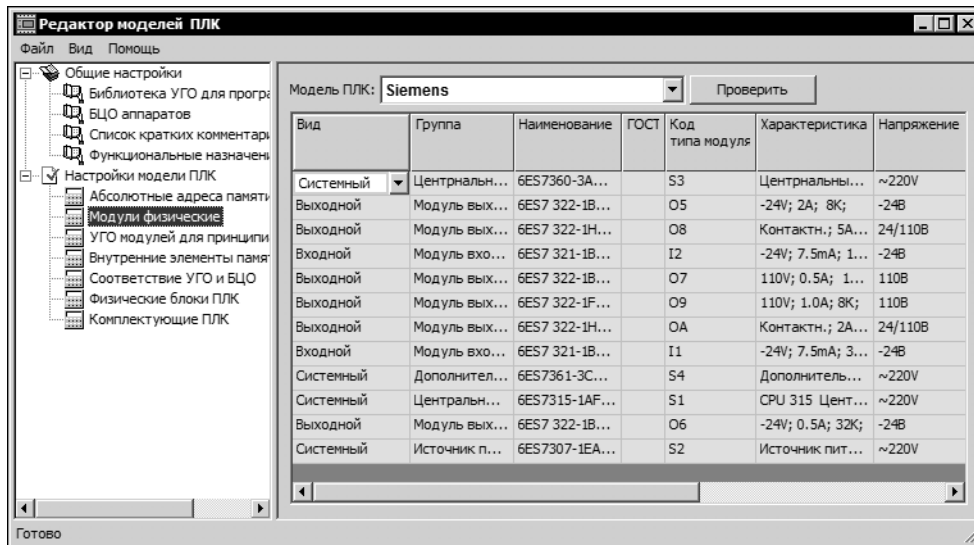 Редактор моделей ПЛК
Файл Вид Помощь
Общие настройки
Библиотека УГО для програ
БЦО аппаратов
Список кратких комментари
Функциональные назначени
Настройки модели ПЛК
Абсолютные адреса памяти
Модули физические
УГО модулей для принципи
Внутренние элементы памят
Соответствие УГО и БЦО
Физические блоки ПЛК
Комплектующие ПЛК
Модель ПЛК: Siemens Проверить
Вид Группа Наименование ГОСТ Код типа модуля Характеристика Напряжение
Системный Центрнальн... 6ES7360-3A... S3 Центрнальны... ~220V
Выходной Модуль вых... 6ES7 322-1B... O5 -24V; 2A; 8K; -24В
Выходной Модуль вых... 6ES7 322-1H... O8 Контактн.; 5A... 24/110В
Входной Модуль вхо... 6ES7 321-1B... I2 -24V; 7.5mA; 1... -24В
Выходной Модуль вых... 6ES7 322-1B... O7 110V; 0.5A; 1... 110В
Выходной Модуль вых... 6ES7 322-1F... O9 110V; 1.0A; 8K; 110В
Выходной Модуль вых... 6ES7 322-1H... OA Контактн.; 2A... 24/110В
Входной Модуль вхо... 6ES7 321-1B... I1 -24V; 7.5mA; 3... -24В
Системный Дополнител... 6ES7361-3C... S4 Дополнитель... ~220V
Системный Центральн... 6ES7315-1AF... S1 CPU 315 Цент... ~220V
Выходной Модуль вых... 6ES7 322-1B... O6 -24V; 0.5A; 32K; -24В
Системный Источник п... 6ES7307-1EA... S2 Источник пит... ~220V
Готово